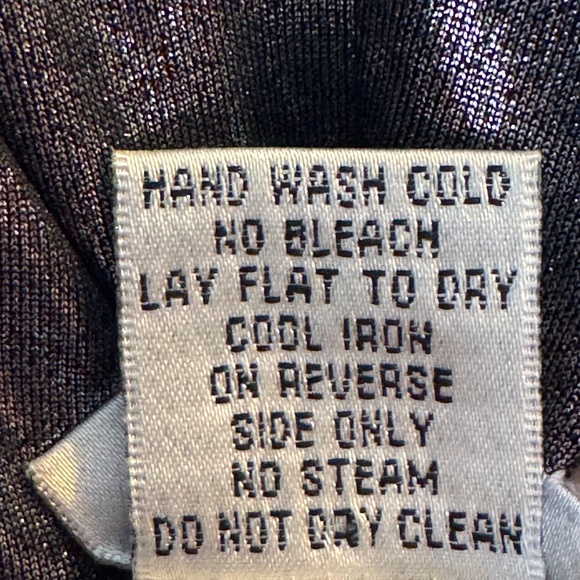 HAND WASH COLD
NO BLEACH
LAY FLAT TO DRY
COOL IRON
ON REVERSE
SIDE ONLY
NO STEAM
DO NOT DRY CLEAN